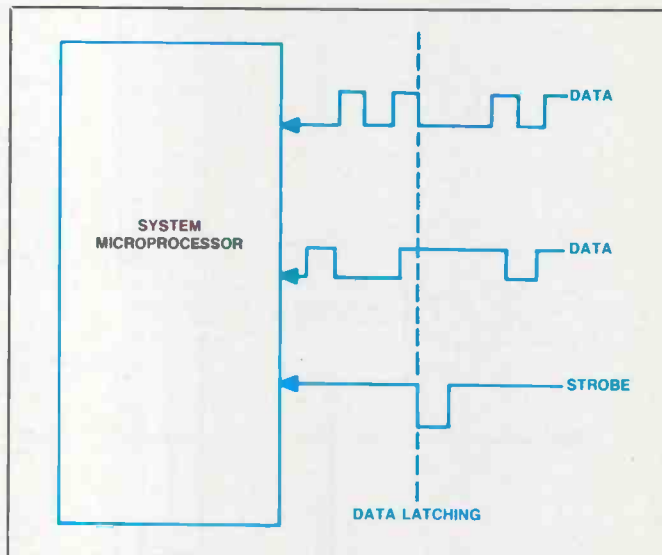 DATA
SYSTEM
MICROPROCESSOR
DATA
STROBE
DATA LATCHING